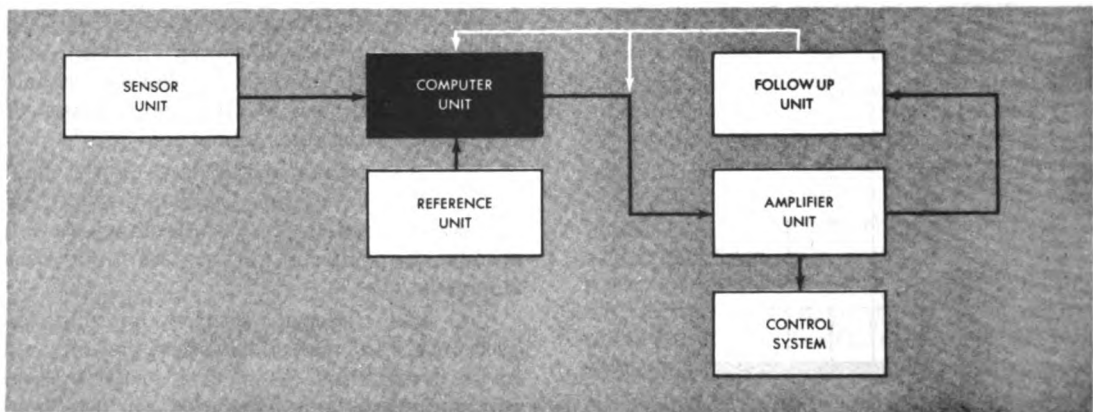 SENSOR
UNIT
COMPUTER
UNIT
FOLLOW UP
UNIT
REFERENCE
UNIT
AMPLIFIER
UNIT
CONTROL
SYSTEM